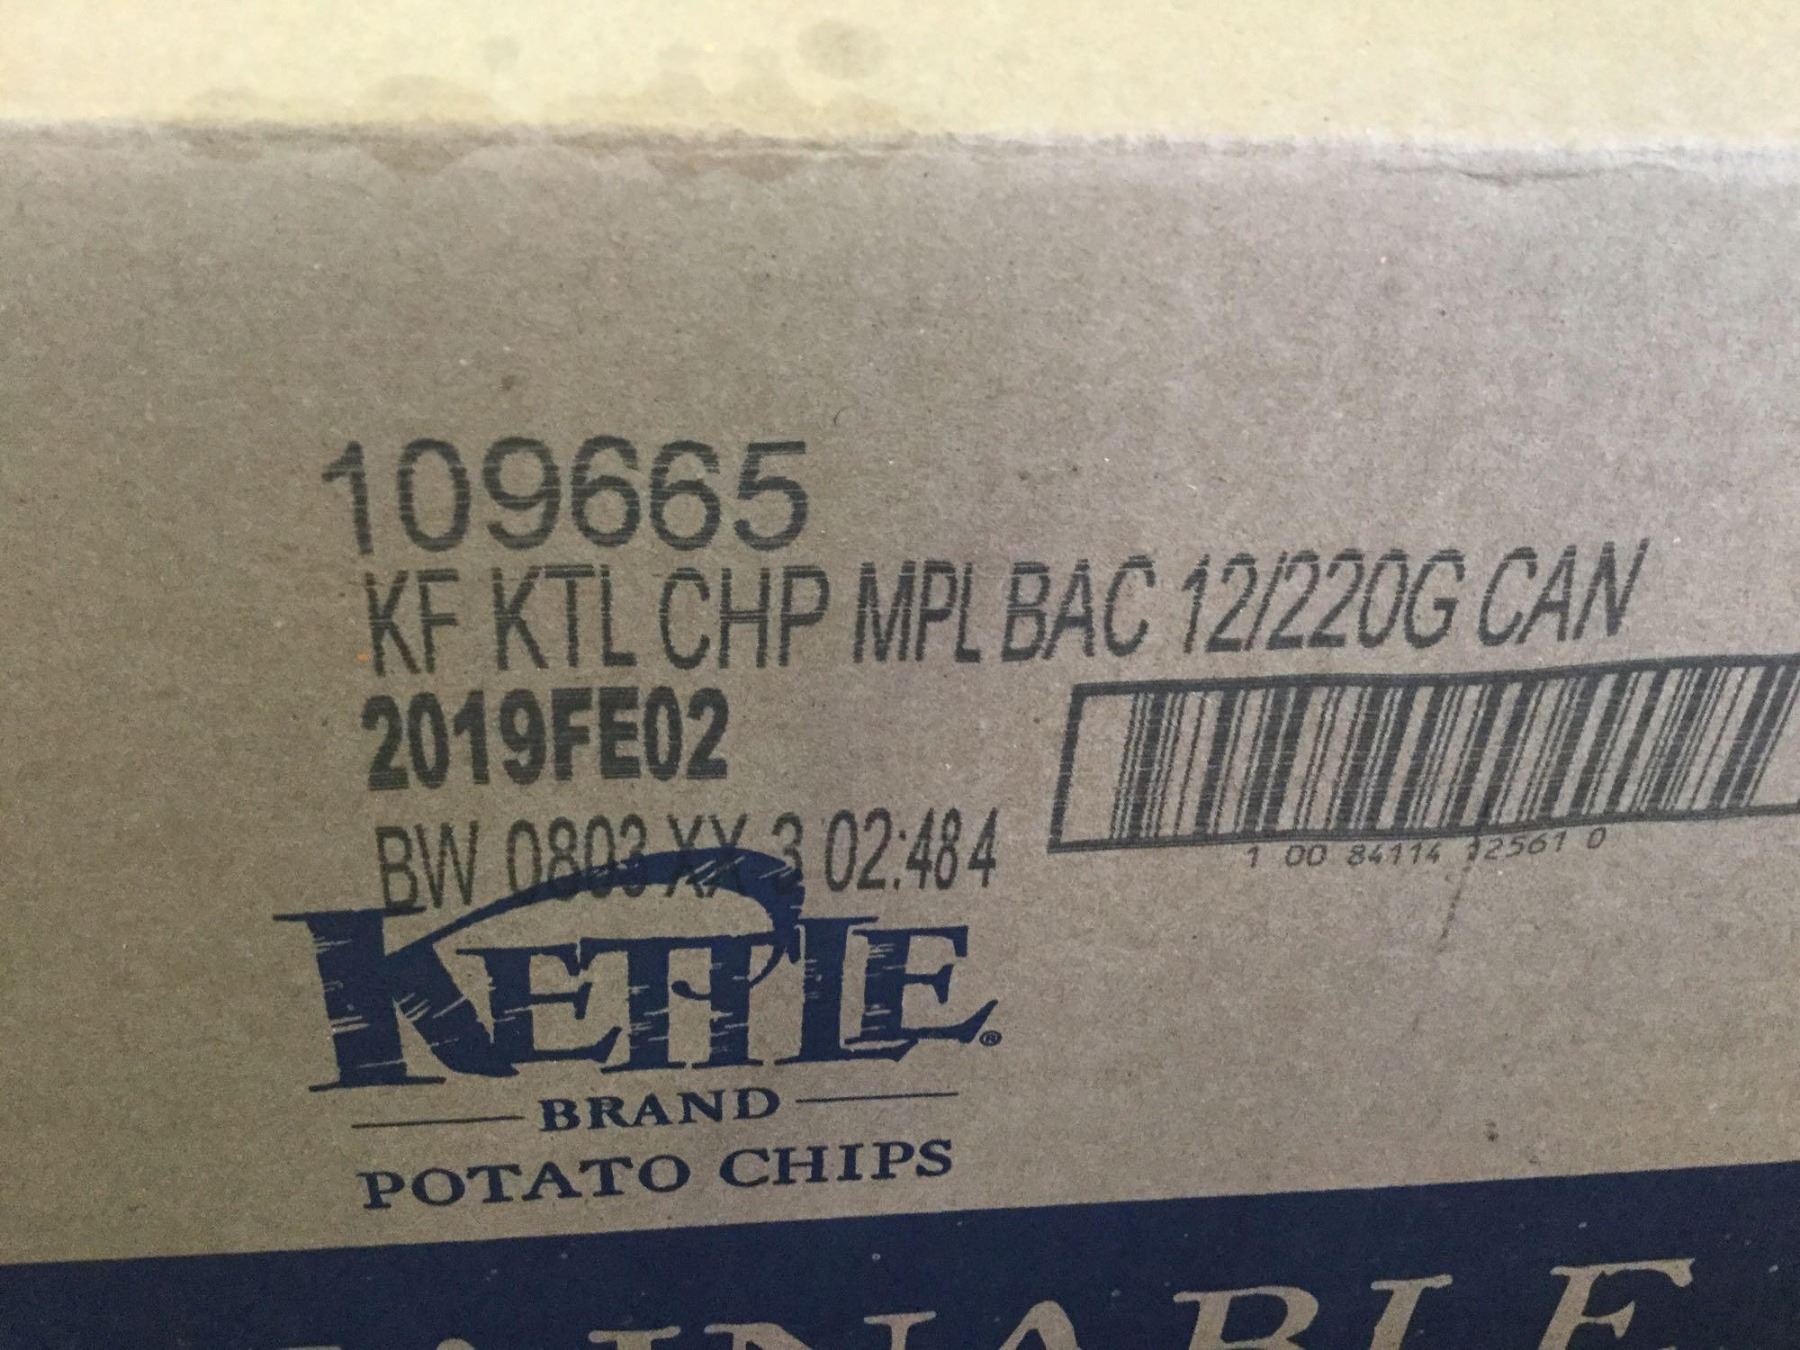 109665
KF KTL CHP MPL BAC 12/220G CAN
2019FE02
BW 0803 XX 3 02:48 4
1 00 84114 12561 0
KETTLE®
BRAND
POTATO CHIPS